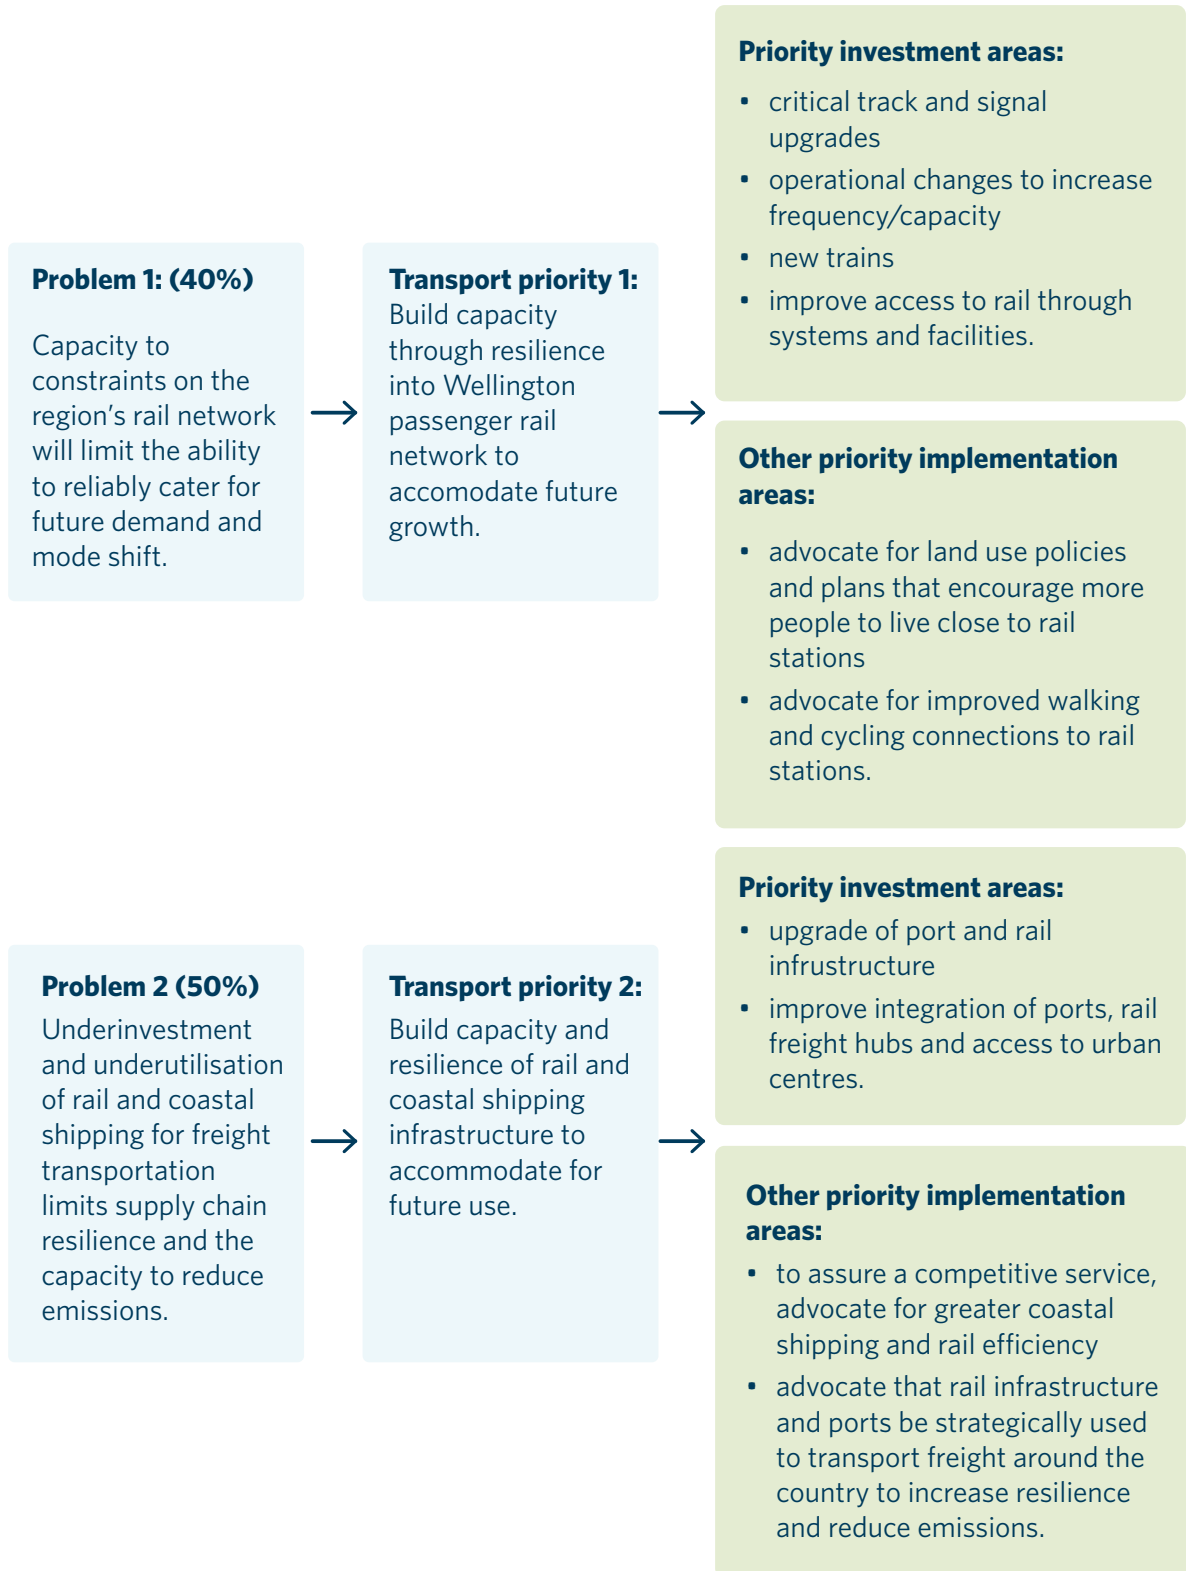 Problem 1: (40%)
Capacity to
constraints on the
region’s rail network
will limit the ability
to reliably cater for
future demand and
mode shift.
Transport priority 1:
Build capacity
through resilience
into Wellington
passenger rail
network to
accomodate future
growth.
Priority investment areas:
• critical track and signal
upgrades
• operational changes to increase
frequency/capacity
• new trains
• improve access to rail through
systems and facilities.
Other priority implementation
areas:
• advocate for land use policies
and plans that encourage more
people to live close to rail
stations
• advocate for improved walking
and cycling connections to rail
stations.
Problem 2 (50%)
Underinvestment
and underutilisation
of rail and coastal
shipping for freight
transportation
limits supply chain
resilience and the
capacity to reduce
emissions.
Transport priority 2:
Build capacity and
resilience of rail and
coastal shipping
infrastructure to
accommodate for
future use.
Priority investment areas:
• upgrade of port and rail
infrustructure
• improve integration of ports, rail
freight hubs and access to urban
centres.
Other priority implementation
areas:
• to assure a competitive service,
advocate for greater coastal
shipping and rail efficiency
• advocate that rail infrastructure
and ports be strategically used
to transport freight around the
country to increase resilience
and reduce emissions.